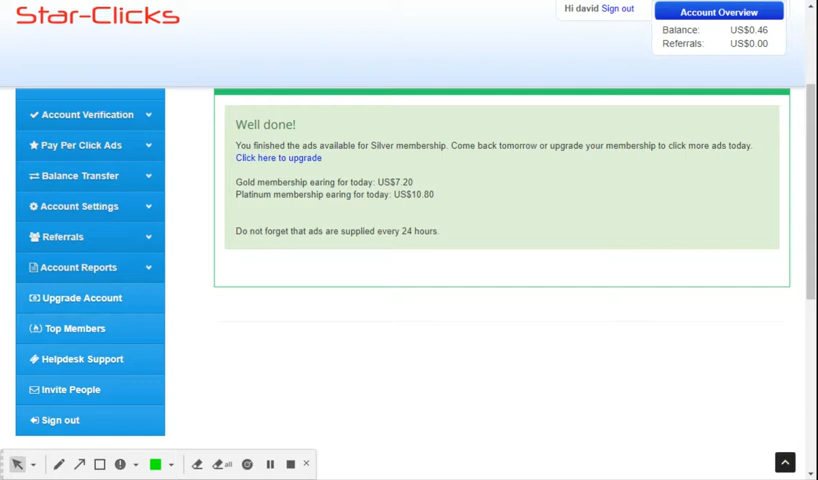 Star-Clicks
Hi david Sign out
Account Overview
Balance: US$0.46
Referrals: US$0.00
Account Verification
Pay Per Click Ads
Balance Transfer
Account Settings
Referrals
Account Reports
Upgrade Account
Top Members
Helpdesk Support
Invite People
Sign out
Well done!
You finished the ads available for Silver membership. Come back tomorrow or upgrade your membership to click more ads today.
Click here to upgrade
Gold membership earing for today: US$7.20
Platinum membership earing for today: US$10.80
Do not forget that ads are supplied every 24 hours.
all